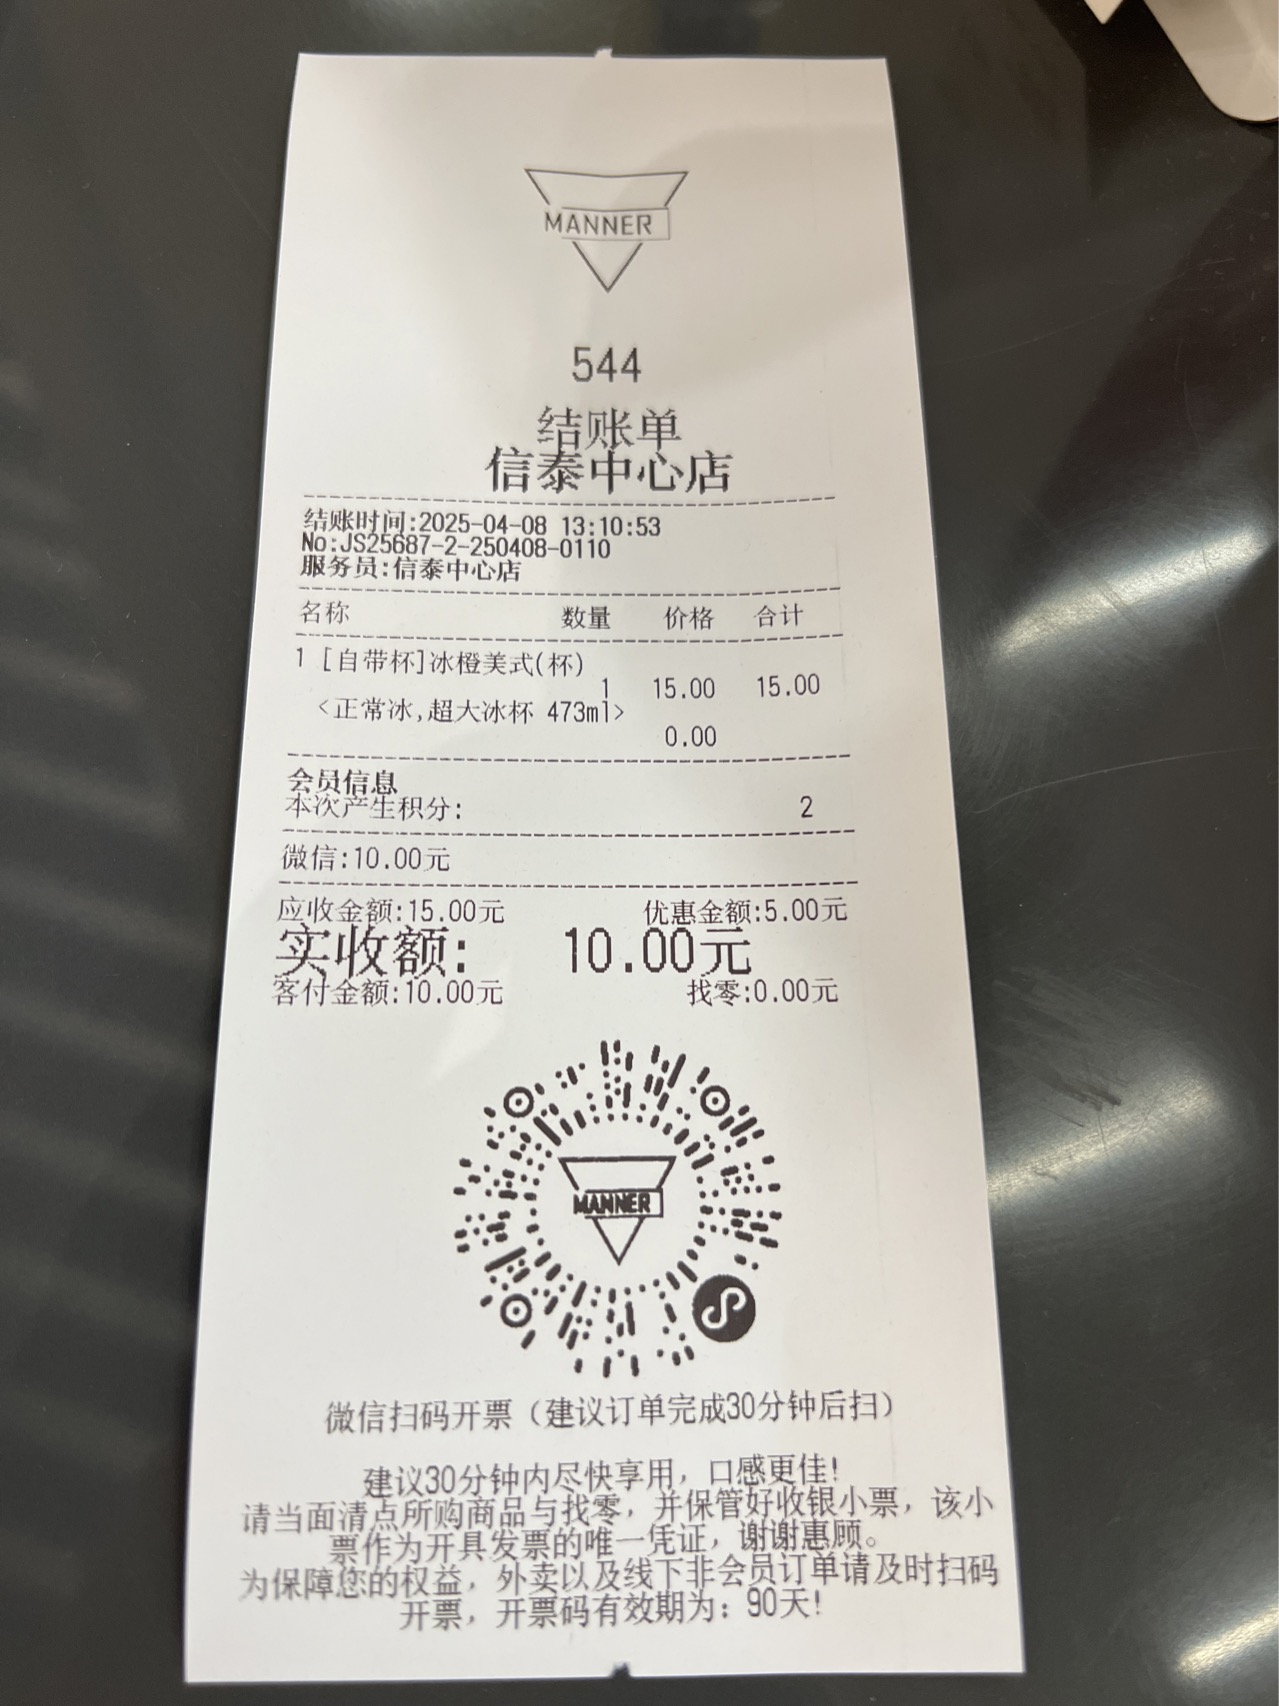 MANNER
544
结账单
信泰中心店
结账时间:2025-04-08 13:10:53
No:JS25687-2-250408-0110
服务员:信泰中心店
名称 数量 价格 合计
1 [自带杯]冰橙美式(杯)
1 15.00 15.00
<正常冰,超大冰杯 473ml>
0.00
会员信息
本次产生积分: 2
微信:10.00元
应收金额:15.00元 优惠金额:5.00元
实收额: 10.00元
客付金额:10.00元 找零:0.00元
MANNER
微信扫码开票（建议订单完成30分钟后扫）
建议30分钟内尽快享用，口感更佳!
请当面清点所购商品与找零，并保管好收银小票，该小
票作为开具发票的唯一凭证，谢谢惠顾。
为保障您的权益，外卖以及线下非会员订单请及时扫码
开票，开票码有效期为：90天!